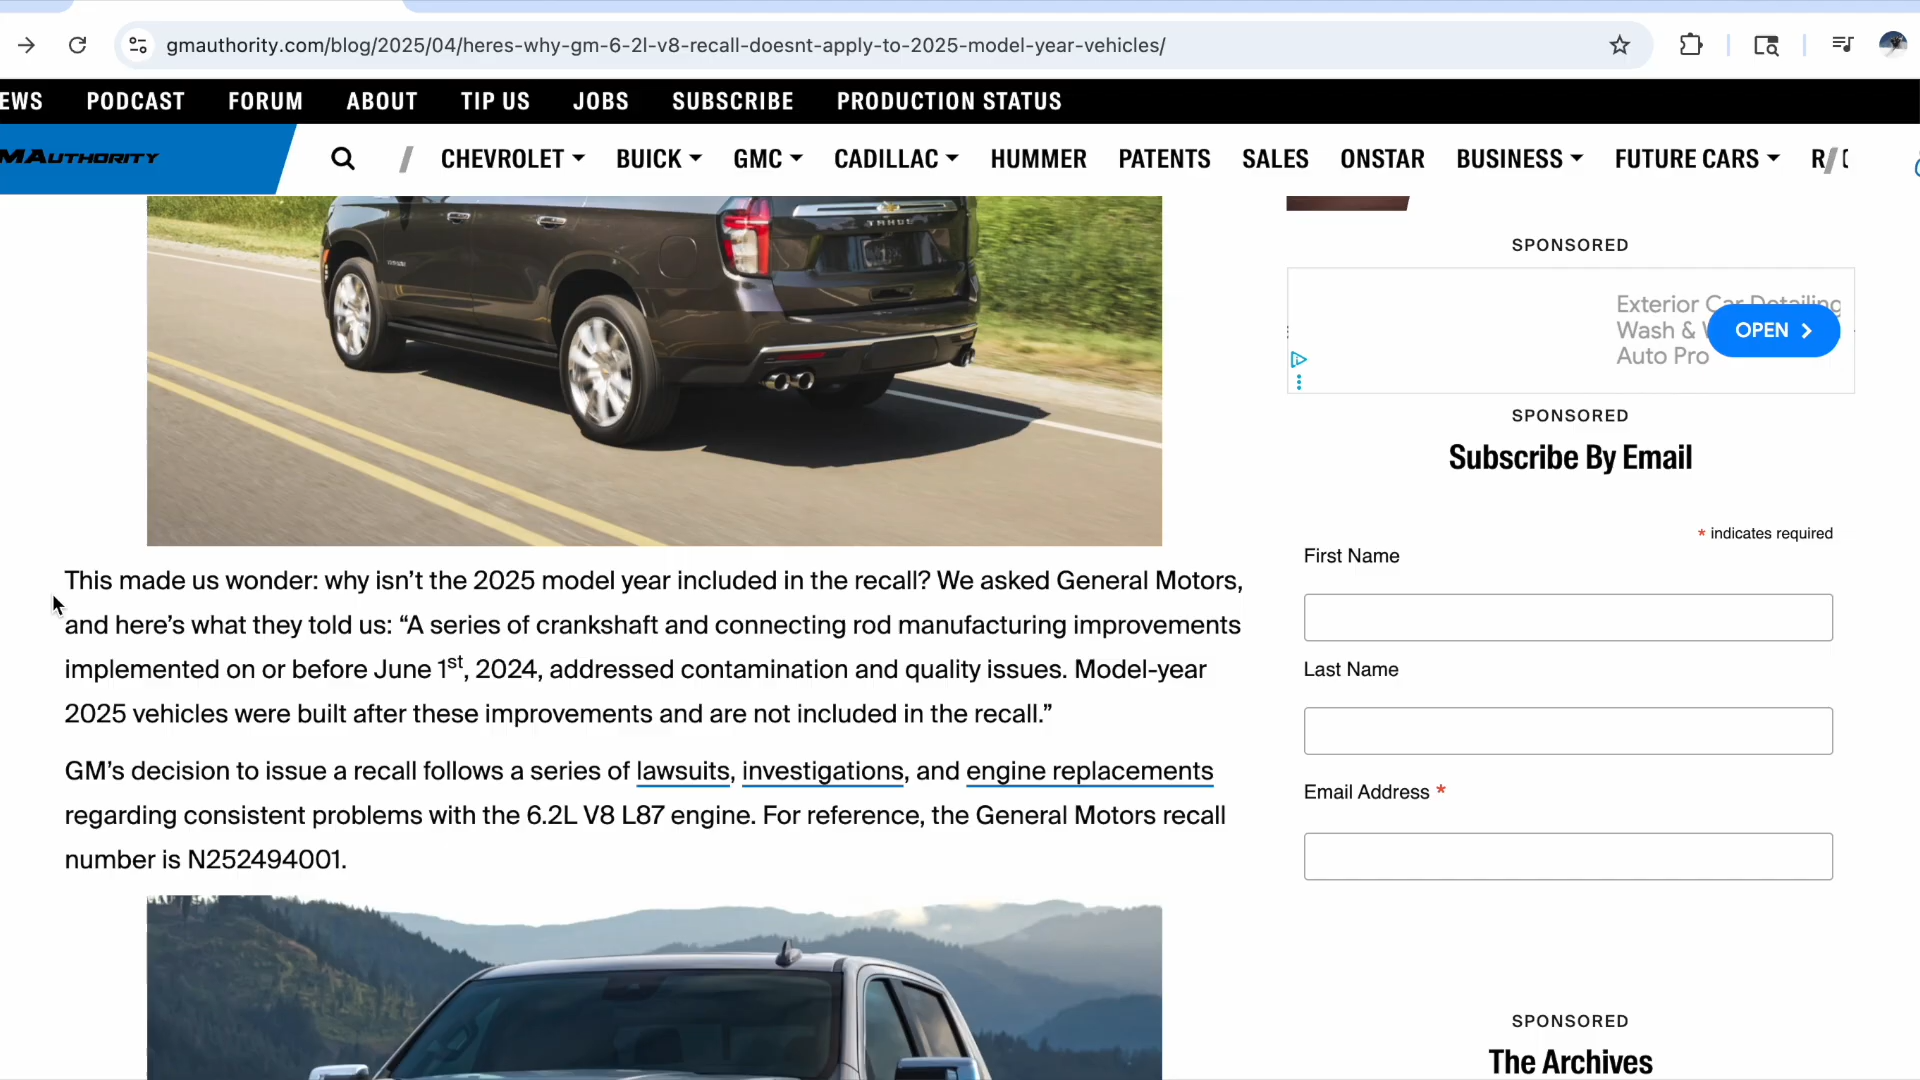 gmauthority.com/blog/2025/04/heres-why-gm-6-2l-v8-recall-doesnt-apply-to-2025-model-year-vehicles/
EWS PODCAST FORUM ABOUT TIP US JOBS SUBSCRIBE PRODUCTION STATUS
MAUTHORITY / CHEVROLET BUICK GMC CADILLAC HUMMER PATENTS SALES ONSTAR BUSINESS FUTURE CARS
TAHOE
SPONSORED
Exterior Car Detailing
Wash &
Auto Pro
OPEN
SPONSORED
Subscribe By Email
* indicates required
First Name
Last Name
Email Address *
This made us wonder: why isn’t the 2025 model year included in the recall? We asked General Motors,
and here’s what they told us: “A series of crankshaft and connecting rod manufacturing improvements
implemented on or before June 1st, 2024, addressed contamination and quality issues. Model-year
2025 vehicles were built after these improvements and are not included in the recall.”
GM’s decision to issue a recall follows a series of lawsuits, investigations, and engine replacements
regarding consistent problems with the 6.2L V8 L87 engine. For reference, the General Motors recall
number is N252494001.
SPONSORED
The Archives